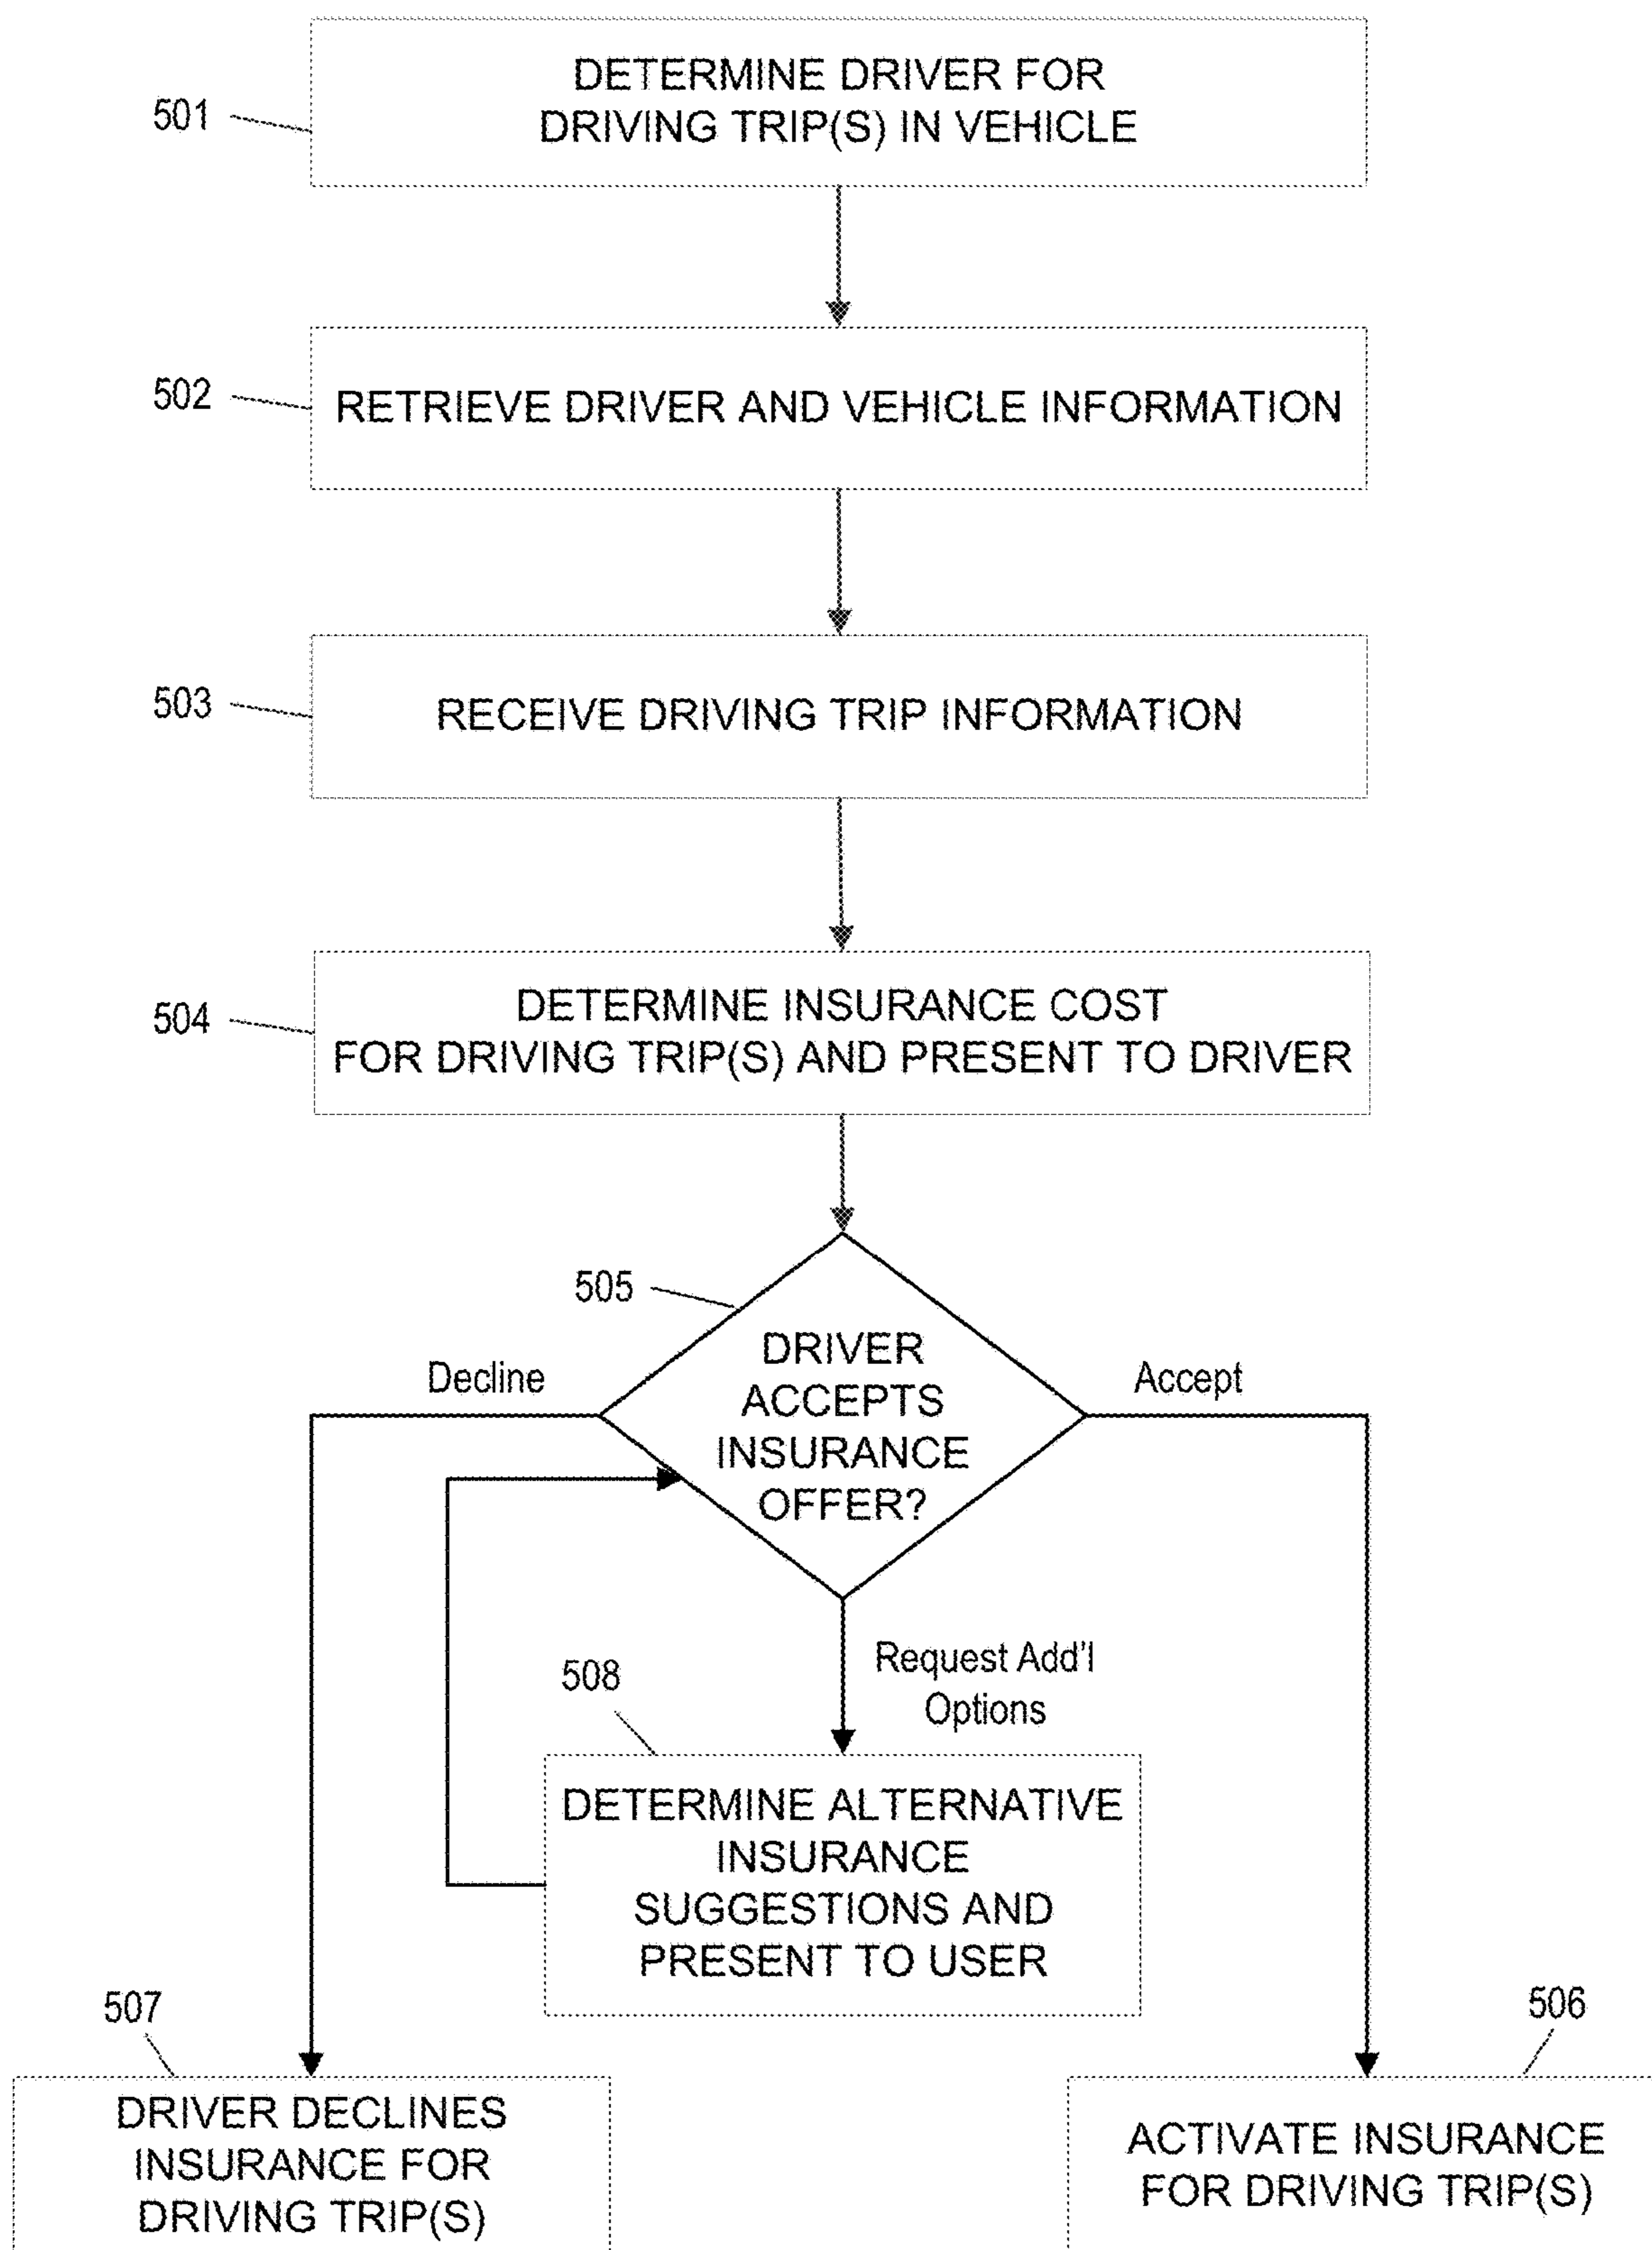 501
DETERMINE DRIVER FOR
DRIVING TRIP(S) IN VEHICLE
502
RETRIEVE DRIVER AND VEHICLE INFORMATION
503
RECEIVE DRIVING TRIP INFORMATION
504
DETERMINE INSURANCE COST
FOR DRIVING TRIP(S) AND PRESENT TO DRIVER
505
DRIVER
ACCEPTS
INSURANCE
OFFER?
Decline
Accept
Request Add'l
Options
508
DETERMINE ALTERNATIVE
INSURANCE
SUGGESTIONS AND
PRESENT TO USER
507
DRIVER DECLINES
INSURANCE FOR
DRIVING TRIP(S)
506
ACTIVATE INSURANCE
FOR DRIVING TRIP(S)